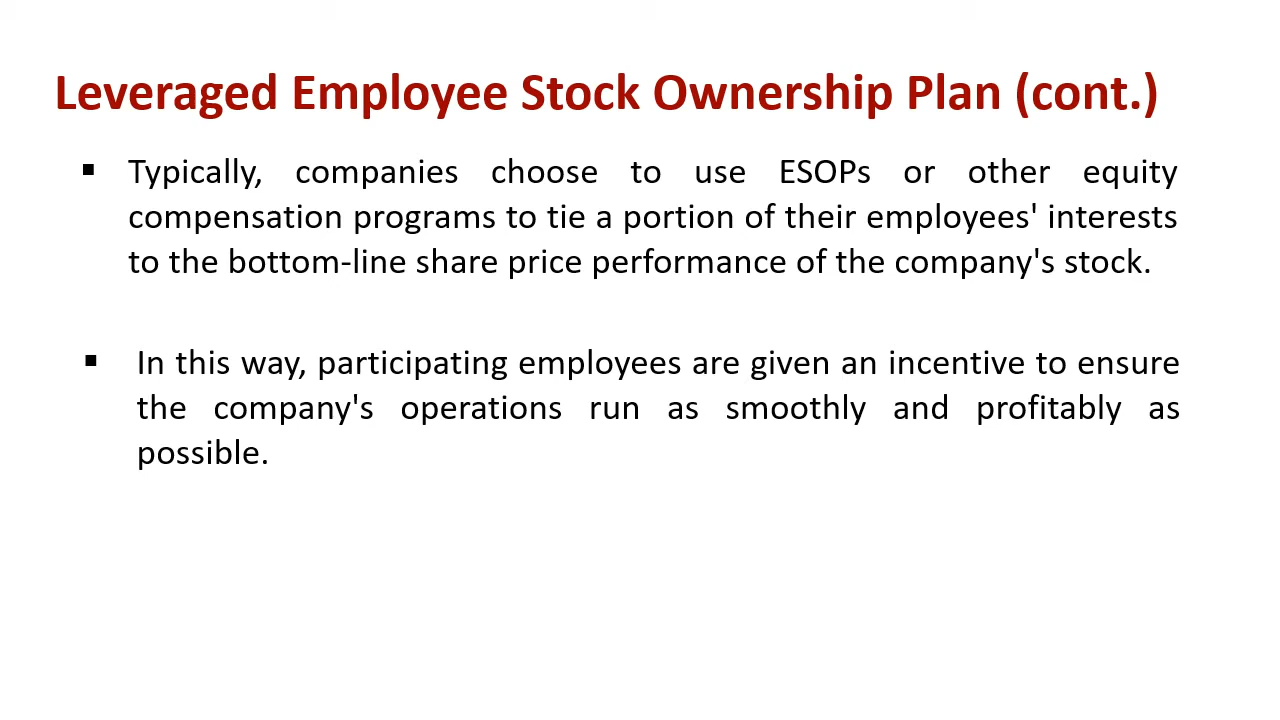 Leveraged Employee Stock Ownership Plan (cont.)
▪ Typically, companies choose to use ESOPs or other equity
compensation programs to tie a portion of their employees' interests
to the bottom-line share price performance of the company's stock.
▪ In this way, participating employees are given an incentive to ensure
the company's operations run as smoothly and profitably as
possible.